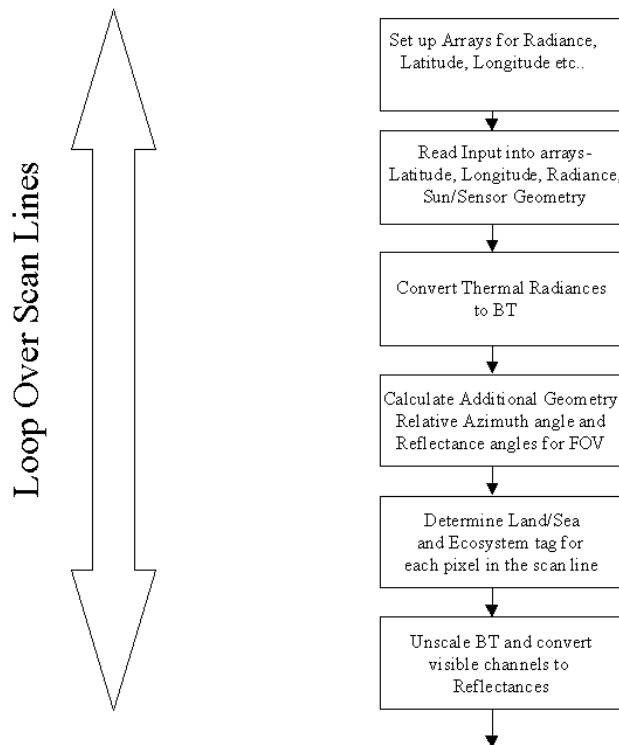 Loop Over Scan Lines
Set up Arrays for Radiance,
Latitude, Longitude etc..
Read Input into arrays-
Latitude, Longitude, Radiance,
Sun/Sensor Geometry
Convert Thermal Radiances
to BT
Calculate Additional Geometry
Relative Azimuth angle and
Reflectance angles for FOV
Determine Land/Sea
and Ecosystem tag for
each pixel in the scan line
Unscale BT and convert
visible channels to
Reflectances